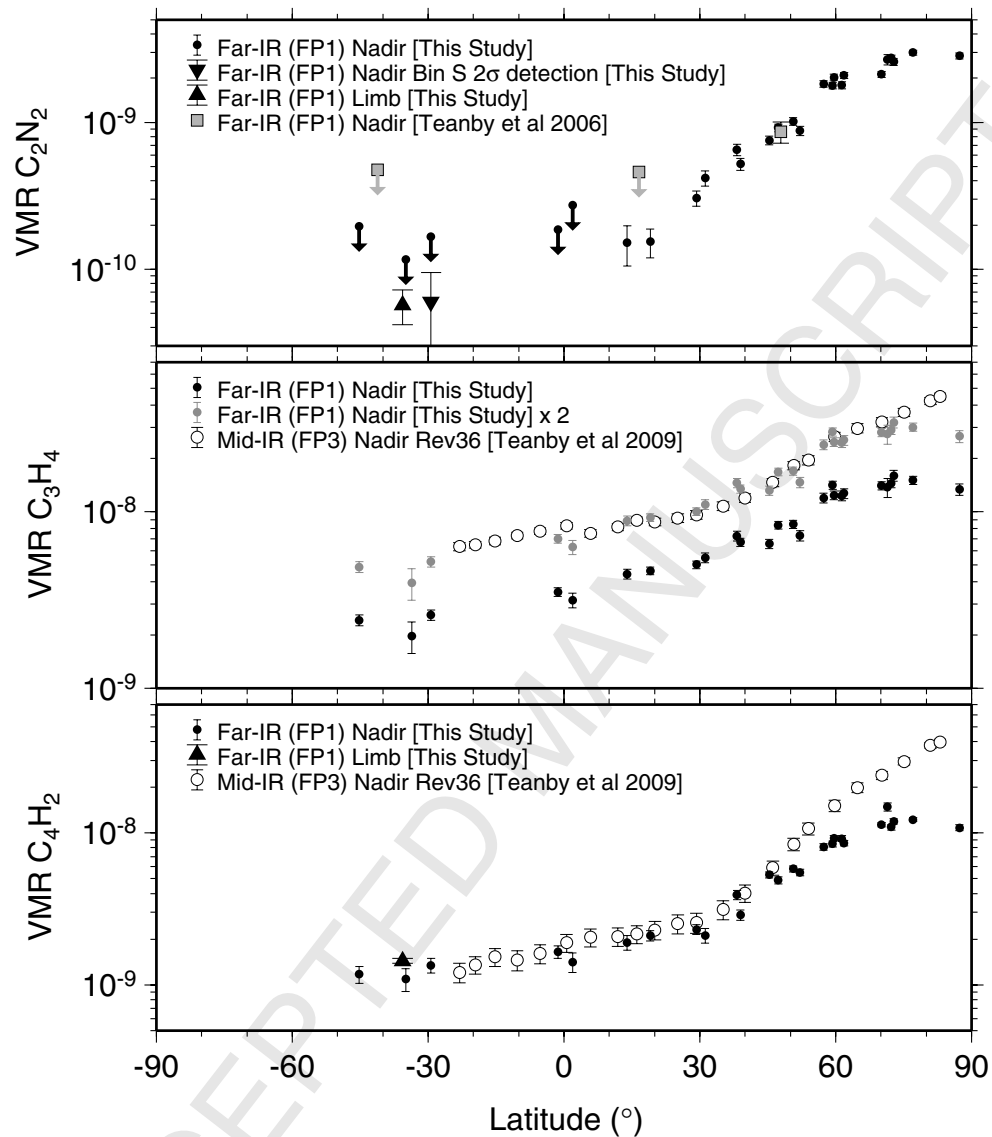 Far-IR (FP1) Nadir [This Study]
Far-IR (FP1) Nadir Bin S 2σ detection [This Study]
Far-IR (FP1) Limb [This Study]
Far-IR (FP1) Nadir [Teanby et al 2006]
VMR C₂N₂
10⁻⁹
10⁻¹⁰
Far-IR (FP1) Nadir [This Study]
Far-IR (FP1) Nadir [This Study] x 2
Mid-IR (FP3) Nadir Rev36 [Teanby et al 2009]
VMR C₃H₄
10⁻⁸
10⁻⁹
Far-IR (FP1) Nadir [This Study]
Far-IR (FP1) Limb [This Study]
Mid-IR (FP3) Nadir Rev36 [Teanby et al 2009]
VMR C₄H₂
10⁻⁸
10⁻⁹
-90 -60 -30 0 30 60 90
Latitude (°)
EPTED MANUSCRIPT